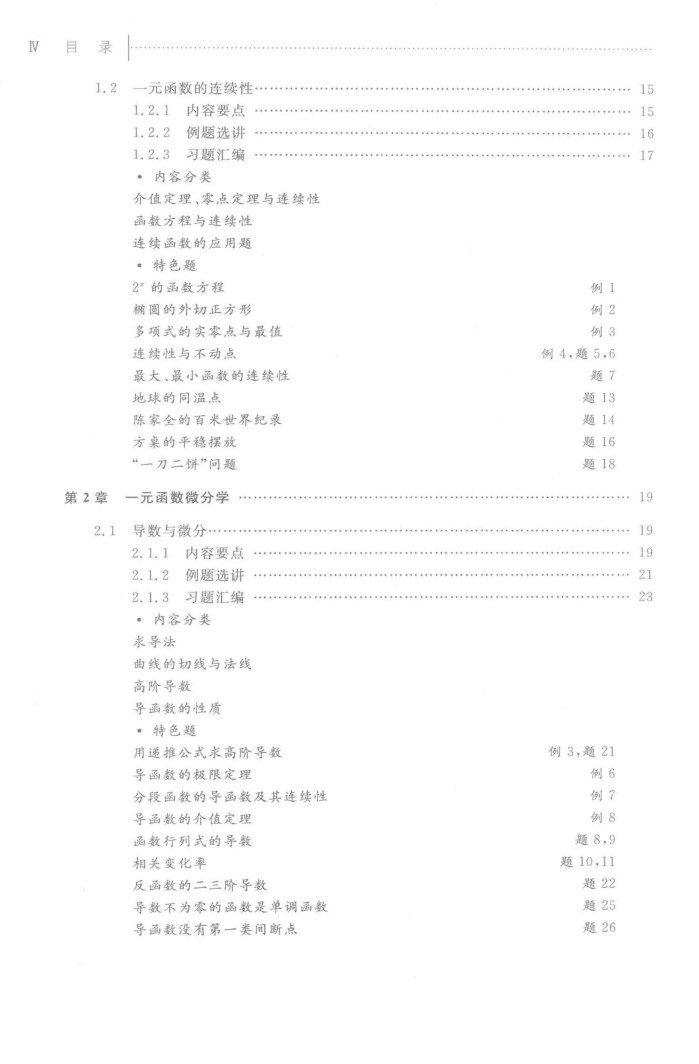 Ⅳ 目 录
1.2 一元函数的连续性 15
1.2.1 内容要点 15
1.2.2 例题选讲 16
1.2.3 习题汇编 17
• 内容分类
介值定理、零点定理与连续性
函数方程与连续性
连续函数的应用题
• 特色题
2ˣ 的函数方程 例 1
椭圆的外切正方形 例 2
多项式的实零点与最值 例 3
连续性与不动点 例 4,题 5,6
最大、最小函数的连续性 题 7
地球的同温点 题 13
陈家全的百米世界纪录 题 14
方桌的平稳摆放 题 16
“一刀二饼”问题 题 18
第 2 章 一元函数微分学 19
2.1 导数与微分 19
2.1.1 内容要点 19
2.1.2 例题选讲 21
2.1.3 习题汇编 23
• 内容分类
求导法
曲线的切线与法线
高阶导数
导函数的性质
• 特色题
用递推公式求高阶导数 例 3,题 21
导函数的极限定理 例 6
分段函数的导函数及其连续性 例 7
导函数的介值定理 例 8
函数行列式的导数 题 8,9
相关变化率 题 10,11
反函数的二三阶导数 题 22
导数不为零的函数是单调函数 题 25
导函数没有第一类间断点 题 26